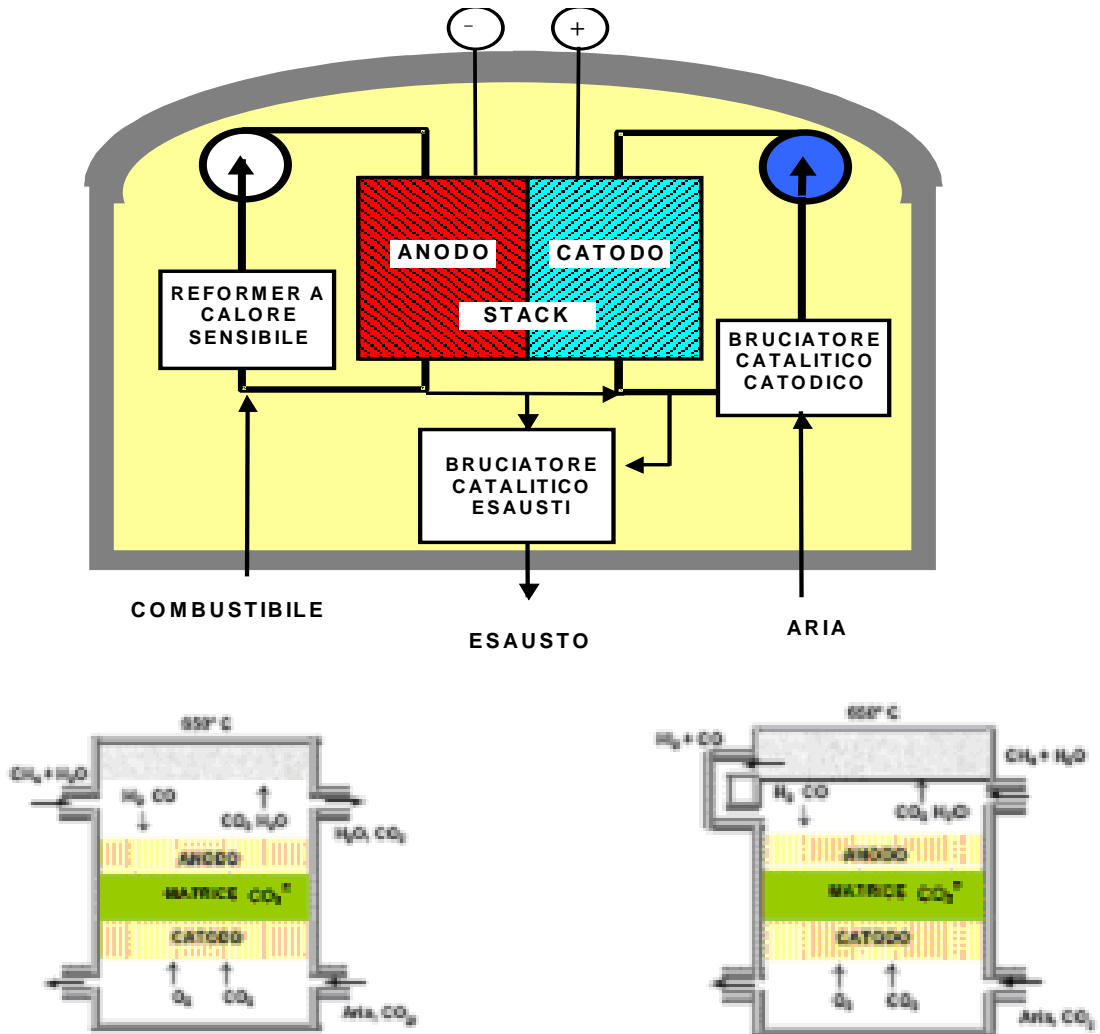 - +
ANODO
CATODO
STACK
REFORMER A
CALORE
SENSIBILE
BRUCIATORE
CATALITICO
CATODICO
BRUCIATORE
CATALITICO
ESAUSTI
COMBUSTIBILE
ESAUSTO
ARIA
650° C
CH₄ + H₂O
H₂ CO
CO₂ H₂O
H₂O, CO₂
ANODO
MATRICE CO₃⁼
CATODO
O₂ CO₂
Aria, CO₂
650° C
H₂ + CO
CH₄ + H₂O
H₂ CO
CO₂ H₂O
ANODO
MATRICE CO₃⁼
CATODO
O₂ CO₂
Aria, CO₂